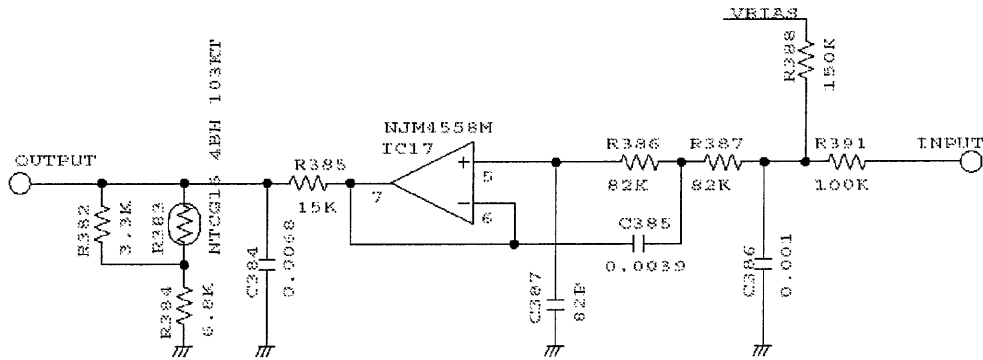 VBIAS
R388
150K
NJM4558M
IC17
OUTPUT
INPUT
R385
15K
7
+
5
−
6
R386
82K
R387
82K
R391
100K
R382
3.3K
R383
NTCG16 4BH 103KT
R384
6.8K
C384
0.0068
C385
0.0039
C387
82P
C386
0.001